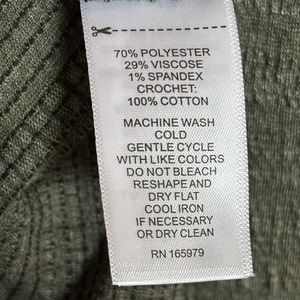 70% POLYESTER
29% VISCOSE
1% SPANDEX
CROCHET:
100% COTTON
MACHINE WASH
COLD
GENTLE CYCLE
WITH LIKE COLORS
DO NOT BLEACH
RESHAPE AND
DRY FLAT
COOL IRON
IF NECESSARY
OR DRY CLEAN
RN 165979